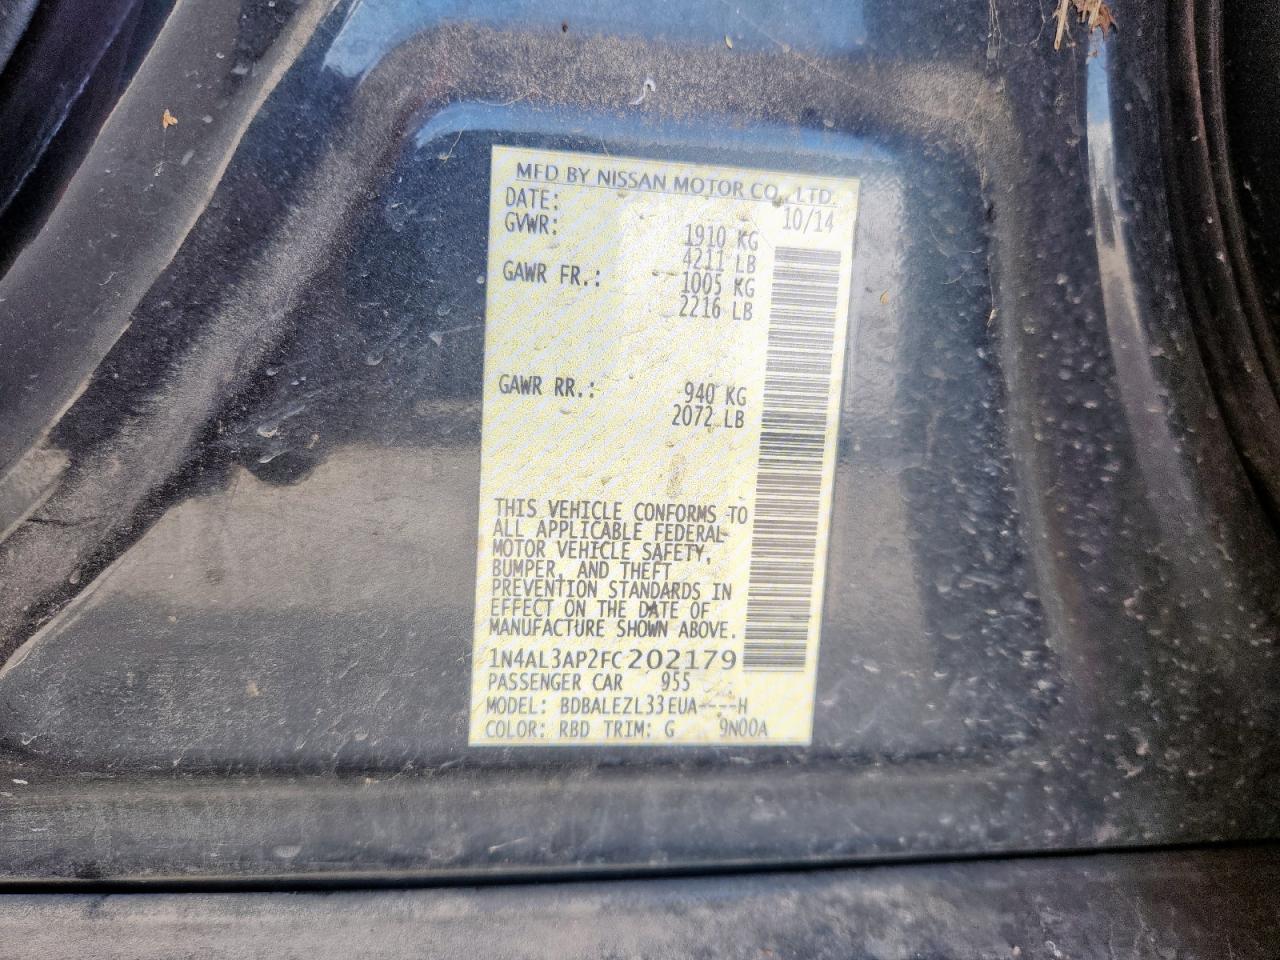 MFD BY NISSAN MOTOR CO., LTD.
DATE: 10/14
GVWR: 1910 KG
4211 LB
GAWR FR.: 1005 KG
2216 LB
GAWR RR.: 940 KG
2072 LB
THIS VEHICLE CONFORMS TO
ALL APPLICABLE FEDERAL
MOTOR VEHICLE SAFETY,
BUMPER, AND THEFT
PREVENTION STANDARDS IN
EFFECT ON THE DATE OF
MANUFACTURE SHOWN ABOVE.
1N4AL3AP2FC202179
PASSENGER CAR 955
MODEL: BDBALEZL33EUA----H
COLOR: RBD TRIM: G 9N00A